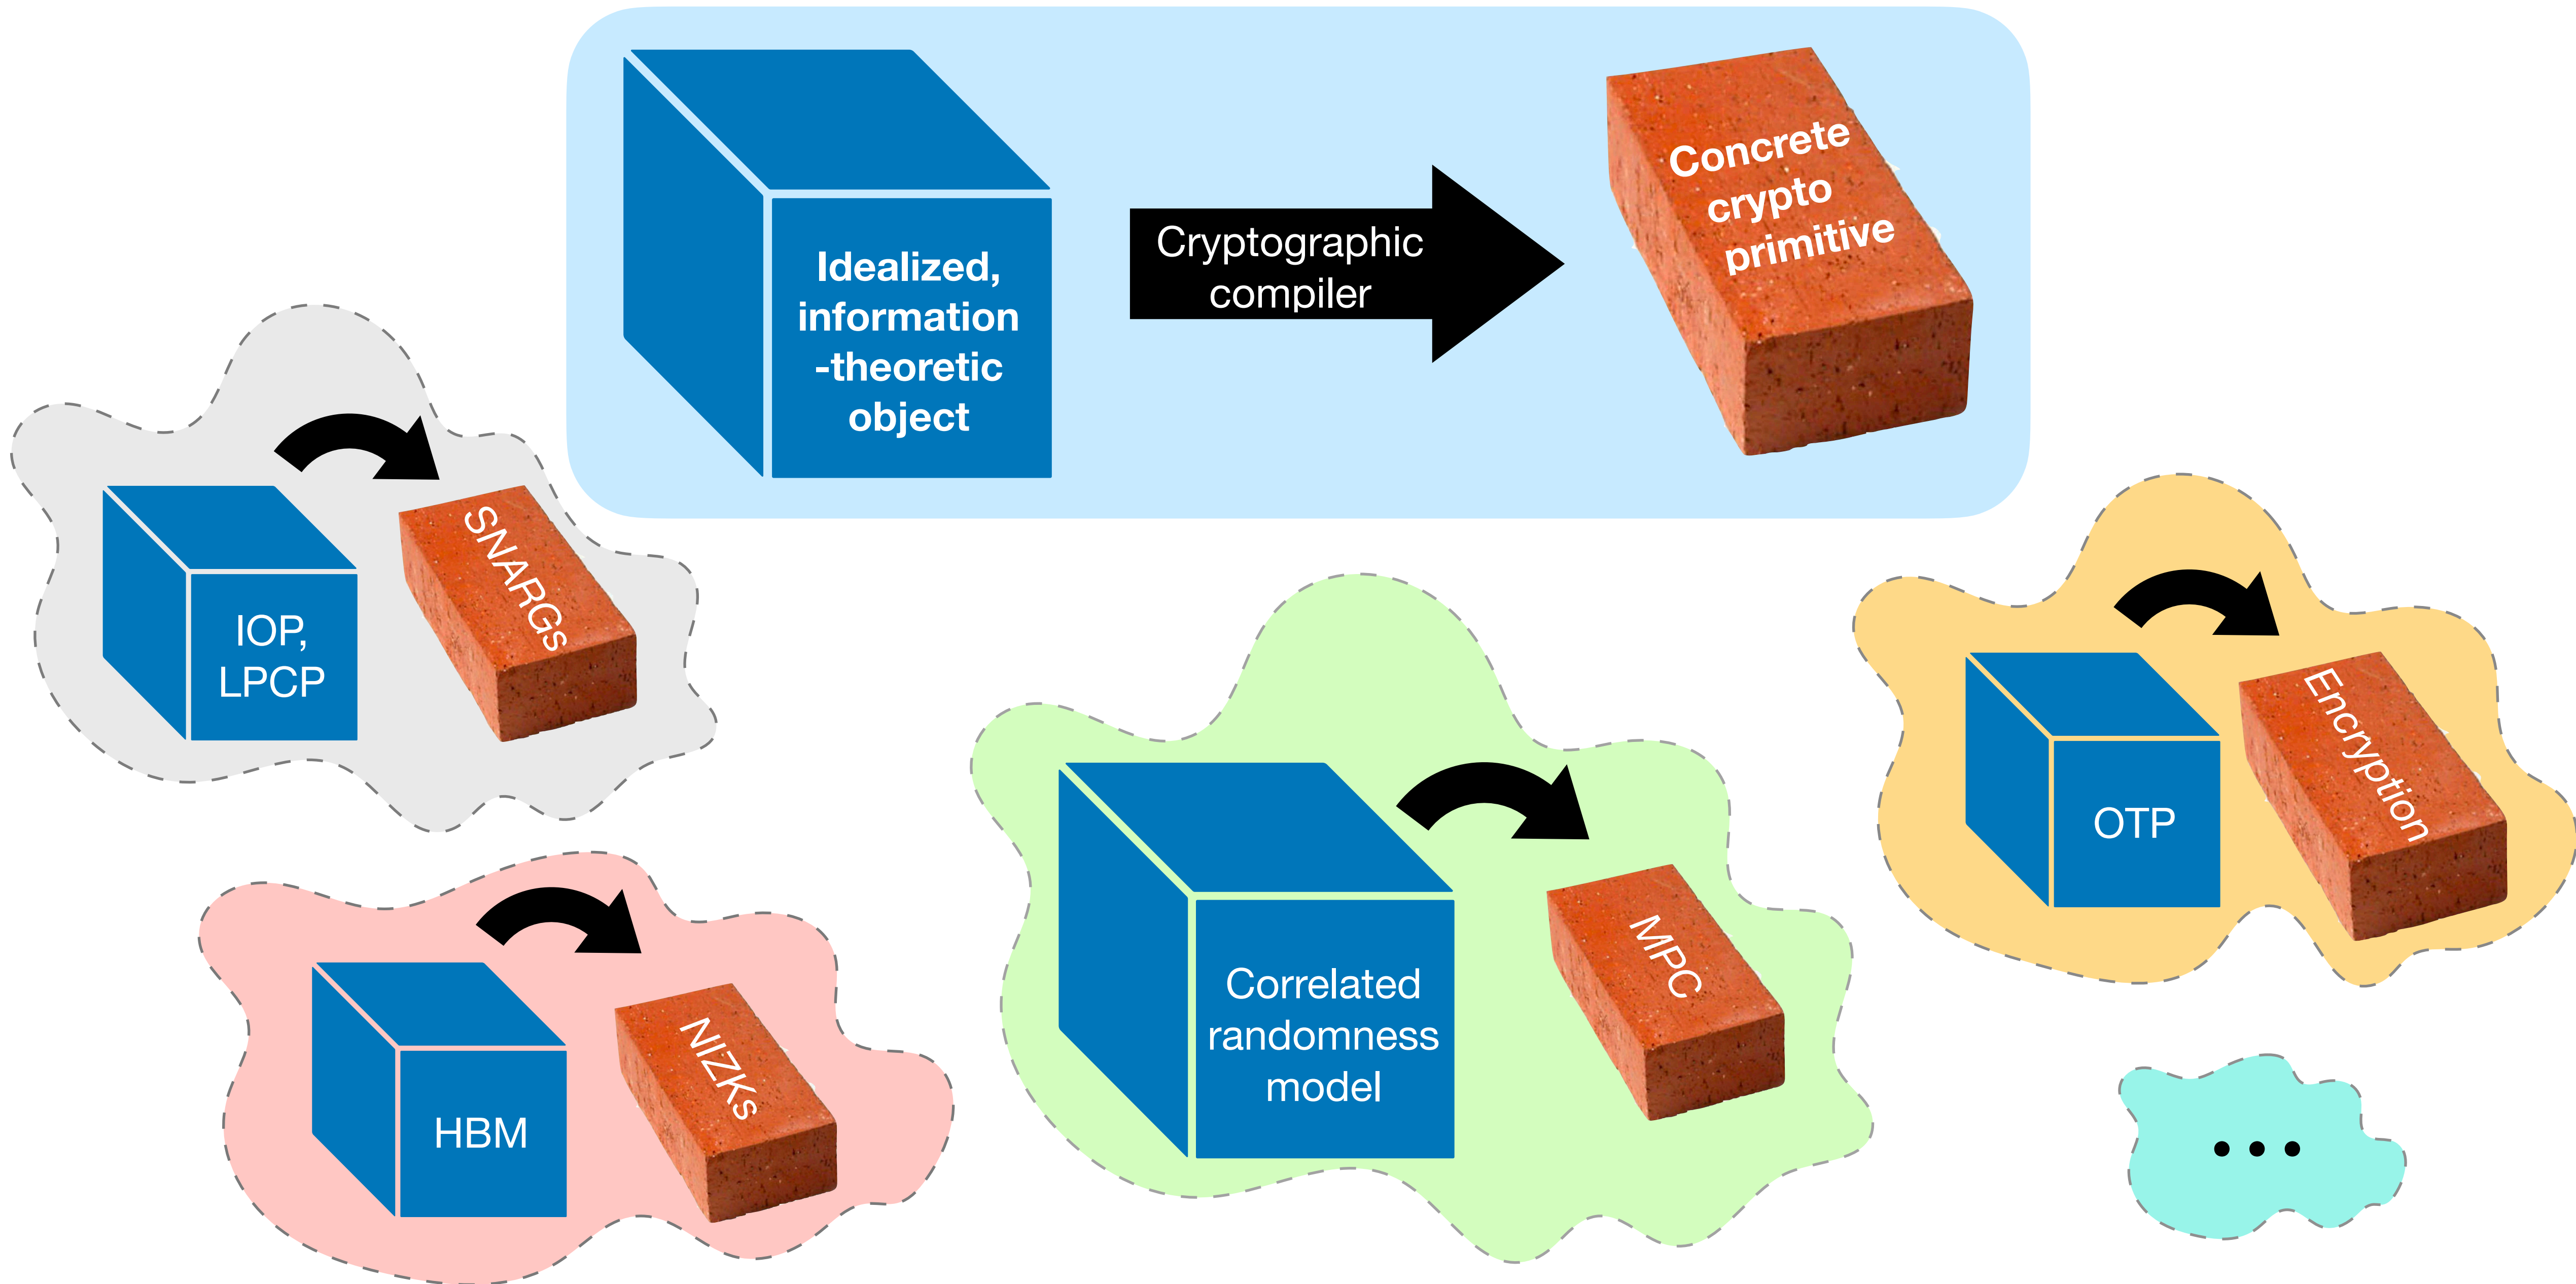 Idealized,
information
-theoretic
object
Cryptographic
compiler
Concrete
crypto
primitive
IOP,
LPCP
SNARGs
HBM
NIZKs
Correlated
randomness
model
MPC
OTP
Encryption
...